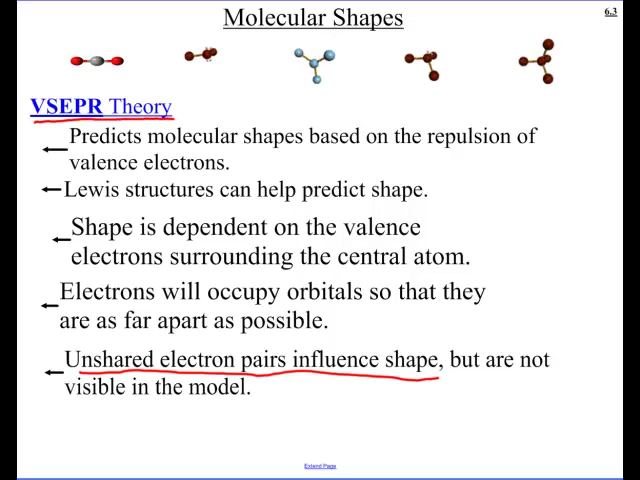 Molecular Shapes
6.3
VSEPR Theory
Predicts molecular shapes based on the repulsion of
valence electrons.
Lewis structures can help predict shape.
Shape is dependent on the valence
electrons surrounding the central atom.
Electrons will occupy orbitals so that they
are as far apart as possible.
Unshared electron pairs influence shape, but are not
visible in the model.
Extend Page